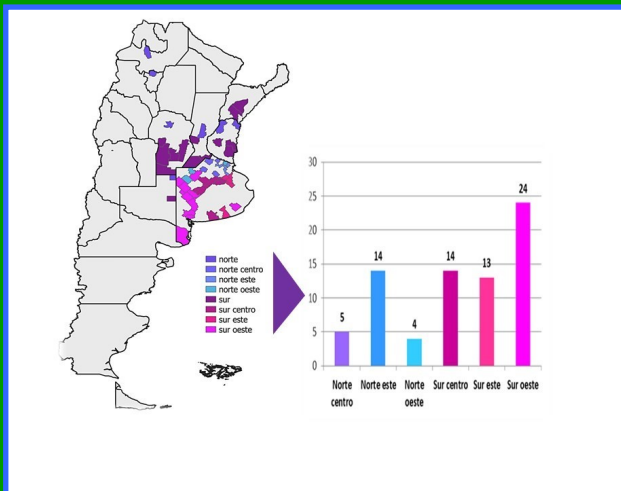 norte
norte centro
norte este
norte oeste
sur
sur centro
sur este
sur oeste
30
25
20
15
10
5
0
5
14
4
14
13
24
Norte centro
Norte este
Norte oeste
Sur centro
Sur este
Sur oeste